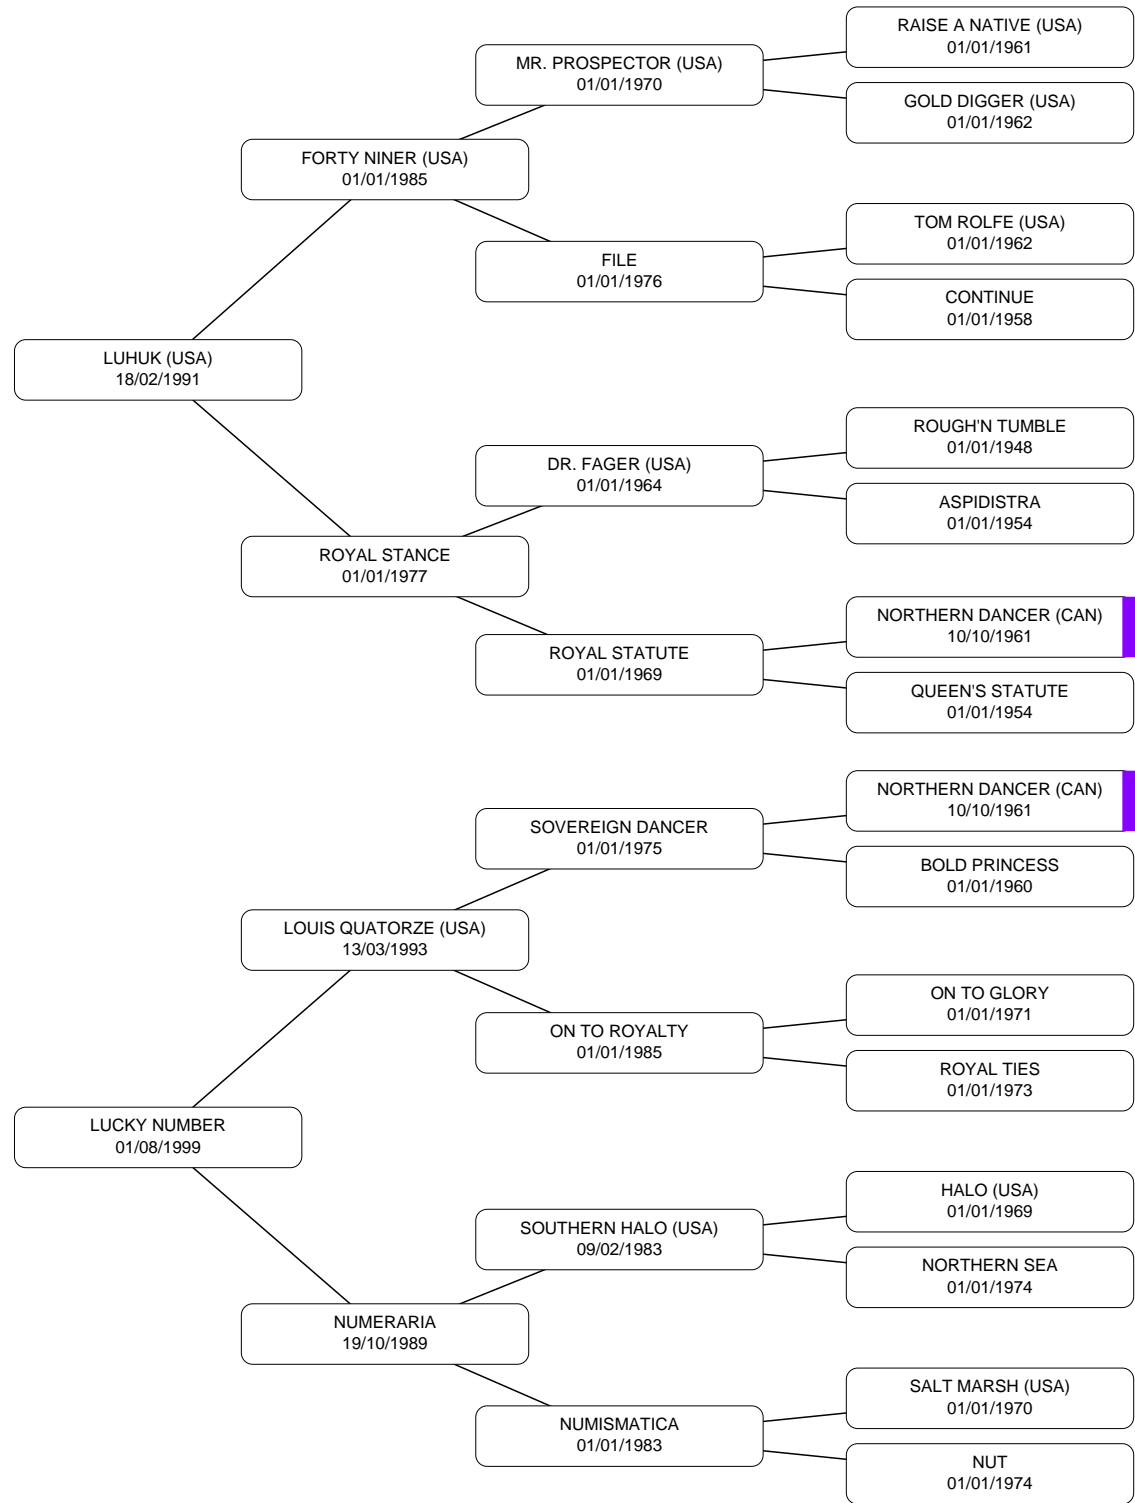 RAISE A NATIVE (USA)
01/01/1961
MR. PROSPECTOR (USA)
01/01/1970
GOLD DIGGER (USA)
01/01/1962
FORTY NINER (USA)
01/01/1985
TOM ROLFE (USA)
01/01/1962
FILE
01/01/1976
CONTINUE
01/01/1958
LUHUK (USA)
18/02/1991
ROUGH'N TUMBLE
01/01/1948
DR. FAGER (USA)
01/01/1964
ASPIDISTRA
01/01/1954
ROYAL STANCE
01/01/1977
NORTHERN DANCER (CAN)
10/10/1961
ROYAL STATUTE
01/01/1969
QUEEN'S STATUTE
01/01/1954
NORTHERN DANCER (CAN)
10/10/1961
SOVEREIGN DANCER
01/01/1975
BOLD PRINCESS
01/01/1960
LOUIS QUATORZE (USA)
13/03/1993
ON TO GLORY
01/01/1971
ON TO ROYALTY
01/01/1985
ROYAL TIES
01/01/1973
LUCKY NUMBER
01/08/1999
HALO (USA)
01/01/1969
SOUTHERN HALO (USA)
09/02/1983
NORTHERN SEA
01/01/1974
NUMERARIA
19/10/1989
SALT MARSH (USA)
01/01/1970
NUMISMATICA
01/01/1983
NUT
01/01/1974